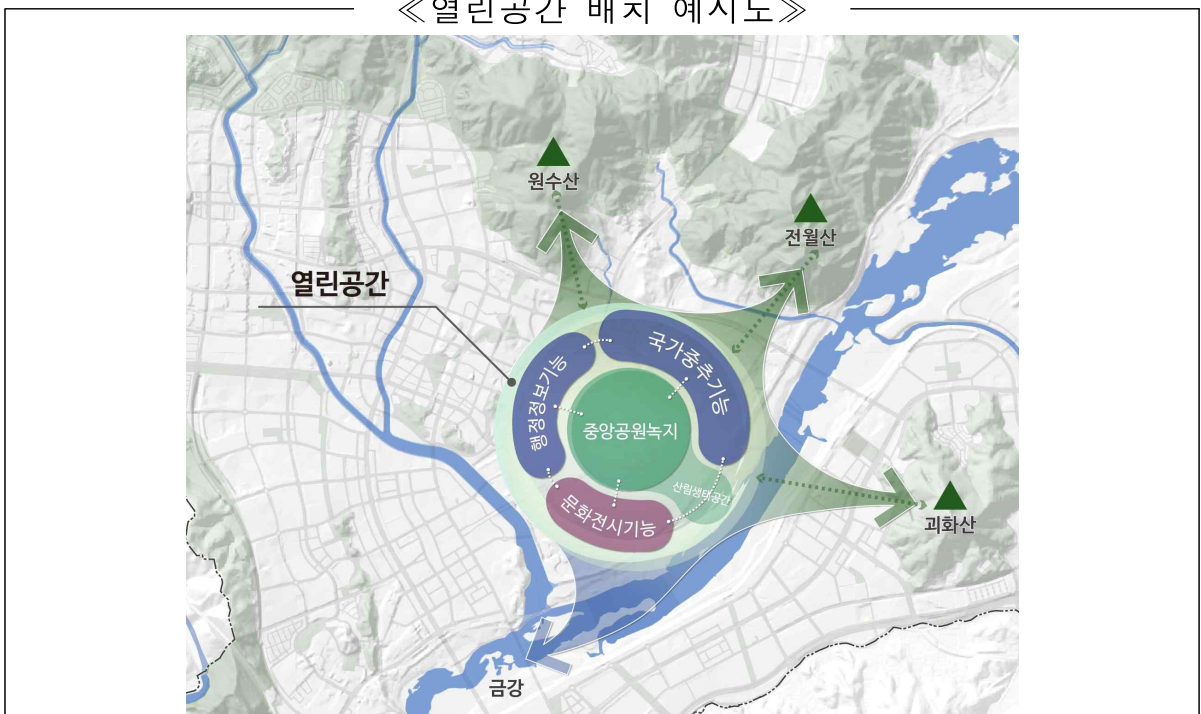 ≪열린공간 배치 예시도≫
원수산
전월산
열린공간
국가중추기능
행정정보기능
중앙공원녹지
산림생태공간
문화전시기능
괴화산
금강